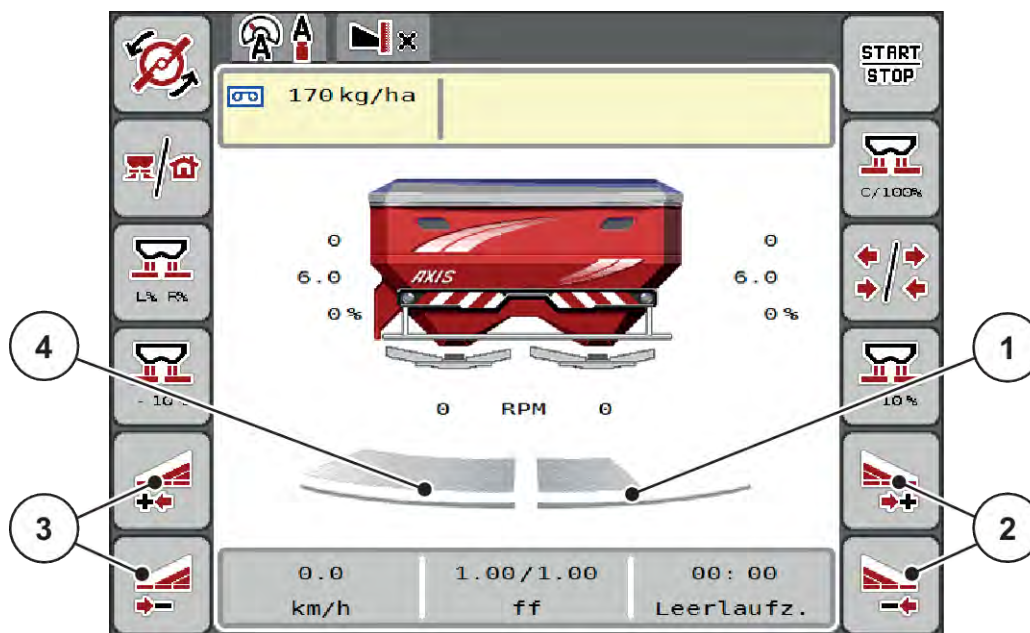 A A
START
STOP
170 kg/ha
C/100%
0 0
6.0 AXIS 6.0
0% 0%
L% R%
4
1
- 10 %
10 %
0 RPM 0
3
2
0.0 1.00/1.00 00:00
km/h ff Leerlaufz.